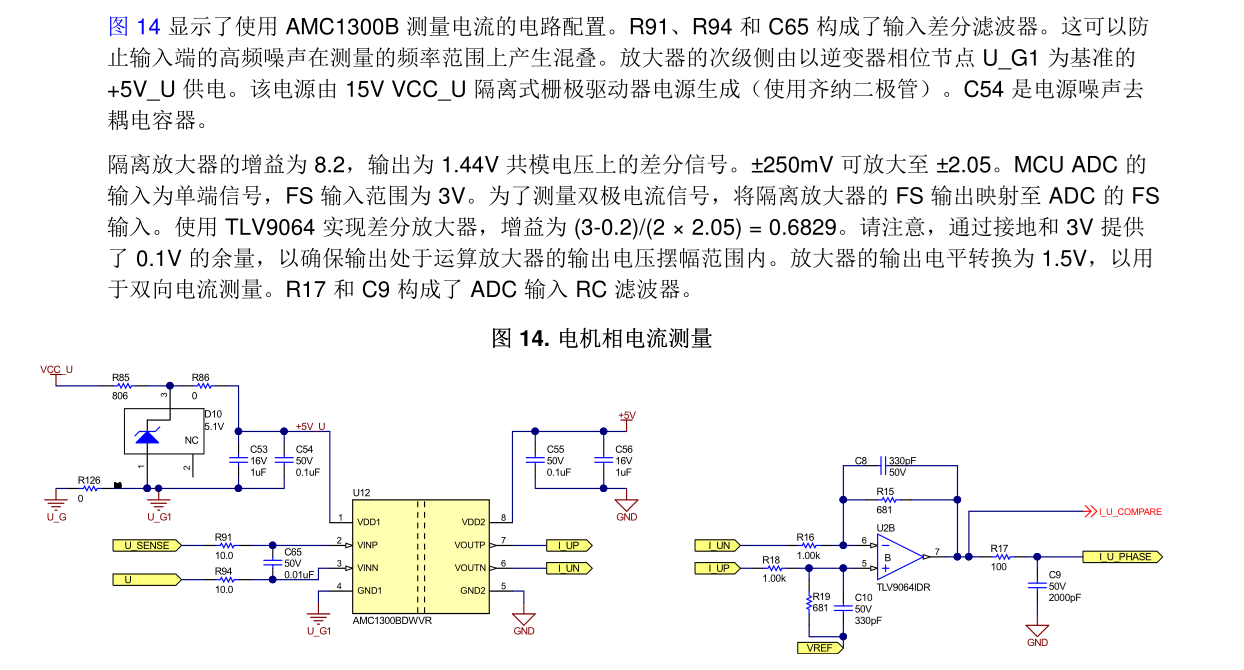 图 14 显示了使用 AMC1300B 测量电流的电路配置。R91、R94 和 C65 构成了输入差分滤波器。这可以防
止输入端的高频噪声在测量的频率范围上产生混叠。放大器的次级侧由以逆变器相位节点 U_G1 为基准的
+5V_U 供电。该电源由 15V VCC_U 隔离式栅极驱动器电源生成（使用齐纳二极管）。C54 是电源噪声去
耦电容器。
隔离放大器的增益为 8.2，输出为 1.44V 共模电压上的差分信号。±250mV 可放大至 ±2.05。MCU ADC 的
输入为单端信号，FS 输入范围为 3V。为了测量双极电流信号，将隔离放大器的 FS 输出映射至 ADC 的 FS
输入。使用 TLV9064 实现差分放大器，增益为 (3-0.2)/(2 × 2.05) = 0.6829。请注意，通过接地和 3V 提供
了 0.1V 的余量，以确保输出处于运算放大器的输出电压摆幅范围内。放大器的输出电平转换为 1.5V，以用
于双向电流测量。R17 和 C9 构成了 ADC 输入 RC 滤波器。
图 14. 电机相电流测量
VCC_U
R85
806
R86
0
3
D10
5.1V
NC
1
2
R126
0
U_G
U_G1
+5V_U
C53
16V
1uF
C54
50V
0.1uF
U_SENSE
U
R91
10.0
R94
10.0
C65
50V
0.01uF
U_G1
U12
1
VDD1
2
VINP
3
VINN
4
GND1
VDD2
8
VOUTP
7
VOUTN
6
GND2
5
AMC1300BDWVR
+5V
C55
50V
0.1uF
C56
16V
1uF
GND
I_UP
I_UN
GND
I_UN
I_UP
R16
1.00k
R18
1.00k
C8
330pF
50V
R15
681
U2B
6
5
B
7
TLV9064IDR
R19
681
C10
50V
330pF
VREF
I_U_COMPARE
R17
100
I_U_PHASE
C9
50V
2000pF
GND